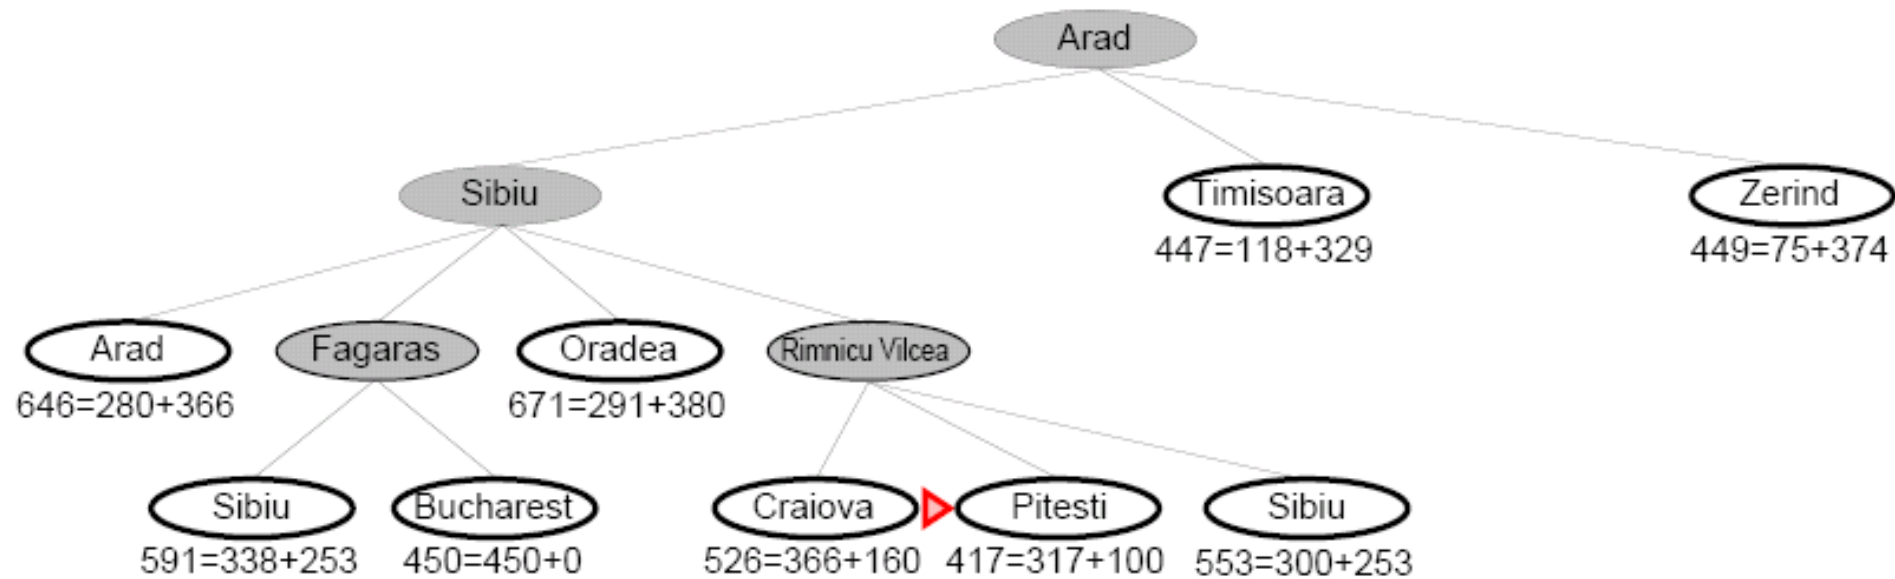 Arad
Sibiu
Timisoara
Zerind
447=118+329
449=75+374
Arad
Fagaras
Oradea
Rimnicu Vilcea
646=280+366
671=291+380
Sibiu
Bucharest
Craiova
Pitesti
Sibiu
591=338+253
450=450+0
526=366+160
417=317+100
553=300+253